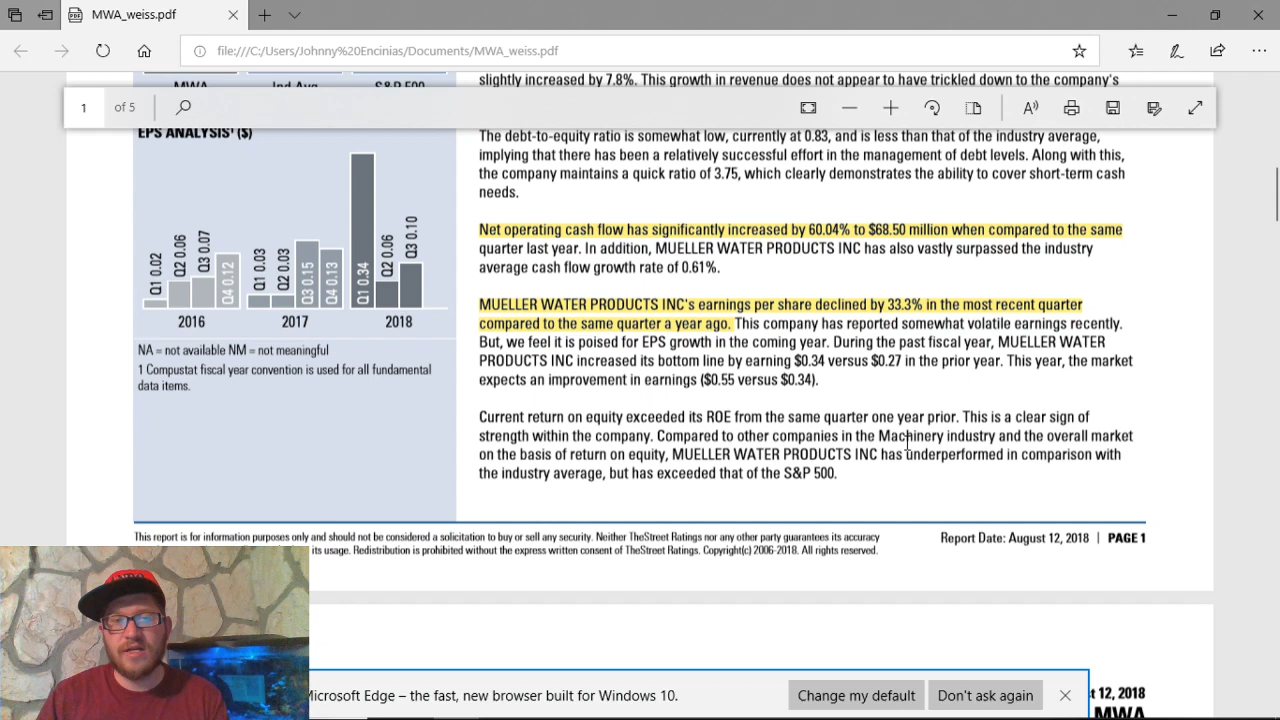 MWA_weiss.pdf
file:///C:/Users/Johnny%20Encinias/Documents/MWA_weiss.pdf
MWA Ind Avg S&P 500
1 of 5
slightly increased by 7.8%. This growth in revenue does not appear to have trickled down to the company's
EPS ANALYSIS¹ ($)
Q1 0.02
Q2 0.06
Q3 0.07
Q4 0.12
Q1 0.03
Q2 0.03
Q3 0.15
Q4 0.13
Q1 0.34
Q2 0.06
Q3 0.10
2016 2017 2018
NA = not available NM = not meaningful
1 Compustat fiscal year convention is used for all fundamental
data items.
The debt-to-equity ratio is somewhat low, currently at 0.83, and is less than that of the industry average,
implying that there has been a relatively successful effort in the management of debt levels. Along with this,
the company maintains a quick ratio of 3.75, which clearly demonstrates the ability to cover short-term cash
needs.
Net operating cash flow has significantly increased by 60.04% to $68.50 million when compared to the same
quarter last year. In addition, MUELLER WATER PRODUCTS INC has also vastly surpassed the industry
average cash flow growth rate of 0.61%.
MUELLER WATER PRODUCTS INC's earnings per share declined by 33.3% in the most recent quarter
compared to the same quarter a year ago. This company has reported somewhat volatile earnings recently.
But, we feel it is poised for EPS growth in the coming year. During the past fiscal year, MUELLER WATER
PRODUCTS INC increased its bottom line by earning $0.34 versus $0.27 in the prior year. This year, the market
expects an improvement in earnings ($0.55 versus $0.34).
Current return on equity exceeded its ROE from the same quarter one year prior. This is a clear sign of
strength within the company. Compared to other companies in the Machinery industry and the overall market
on the basis of return on equity, MUELLER WATER PRODUCTS INC has underperformed in comparison with
the industry average, but has exceeded that of the S&P 500.
This report is for information purposes only and should not be considered a solicitation to buy or sell any security. Neither TheStreet Ratings nor any other party guarantees its accuracy
its usage. Redistribution is prohibited without the express written consent of TheStreet Ratings. Copyright(c) 2006-2018. All rights reserved.
Report Date: August 12, 2018 | PAGE 1
Microsoft Edge – the fast, new browser built for Windows 10.
Change my default
Don't ask again
t 12, 2018
MWA